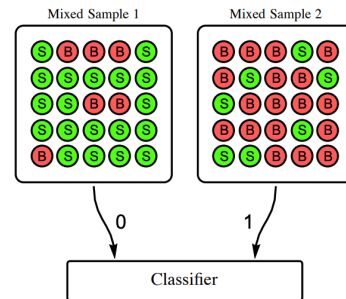 Mixed Sample 1 Mixed Sample 2
S B B B S B B B S B
S S S S S B S B B S
S S B B S S B B B B
S S S S S B B B S B
B S S S S S S B B B
0 1
Classifier